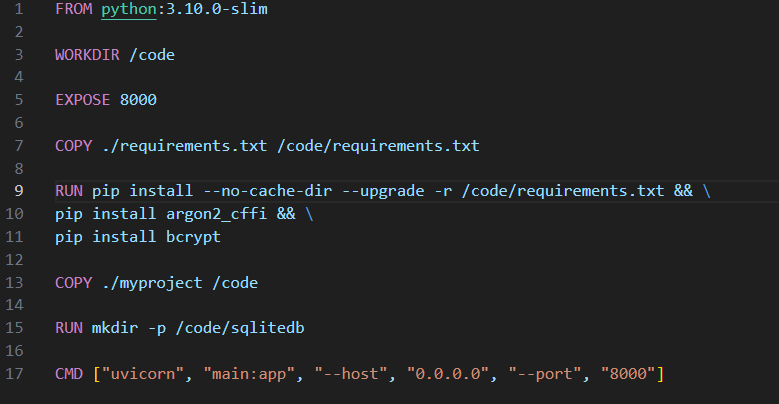 1 FROM python:3.10.0-slim
2
3 WORKDIR /code
4
5 EXPOSE 8000
6
7 COPY ./requirements.txt /code/requirements.txt
8
9 RUN pip install --no-cache-dir --upgrade -r /code/requirements.txt && \
10 pip install argon2_cffi && \
11 pip install bcrypt
12
13 COPY ./myproject /code
14
15 RUN mkdir -p /code/sqlitedb
16
17 CMD ["uvicorn", "main:app", "--host", "0.0.0.0", "--port", "8000"]